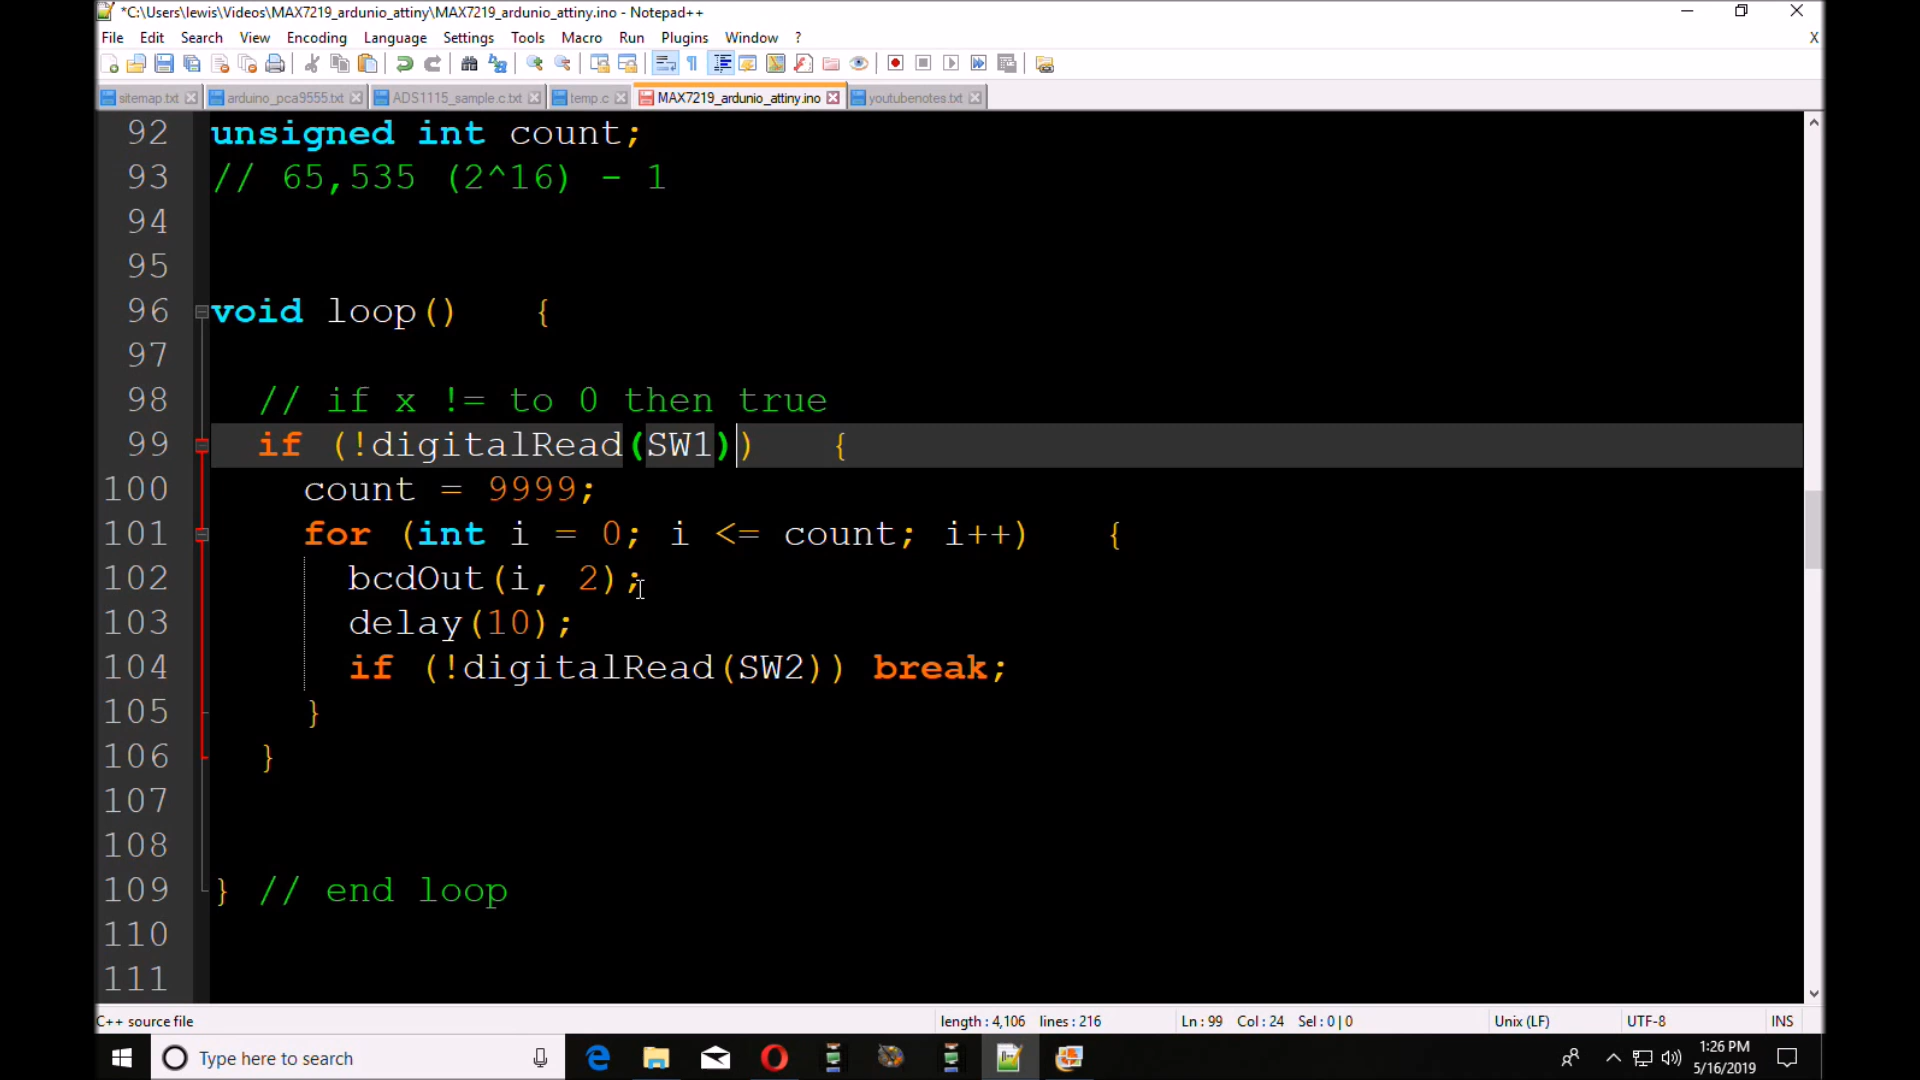 *C:\Users\lewis\Videos\MAX7219_ardunio_attiny\MAX7219_ardunio_attiny.ino - Notepad++
File Edit Search View Encoding Language Settings Tools Macro Run Plugins Window ? X
sitemap.txt arduino_pca9555.txt ADS1115_sample.c.txt temp.c MAX7219_ardunio_attiny.ino youtubenotes.txt
92 unsigned int count;
93 // 65,535 (2^16) - 1
94
95
96 void loop() {
97
98 // if x != to 0 then true
99 if (!digitalRead(SW1)) {
100 count = 9999;
101 for (int i = 0; i <= count; i++) {
102 bcdOut(i, 2);
103 delay(10);
104 if (!digitalRead(SW2)) break;
105 }
106 }
107
108
109 } // end loop
110
111
C++ source file length : 4,106 lines : 216 Ln : 99 Col : 24 Sel : 0 | 0 Unix (LF) UTF-8 INS
Type here to search
1:26 PM
5/16/2019